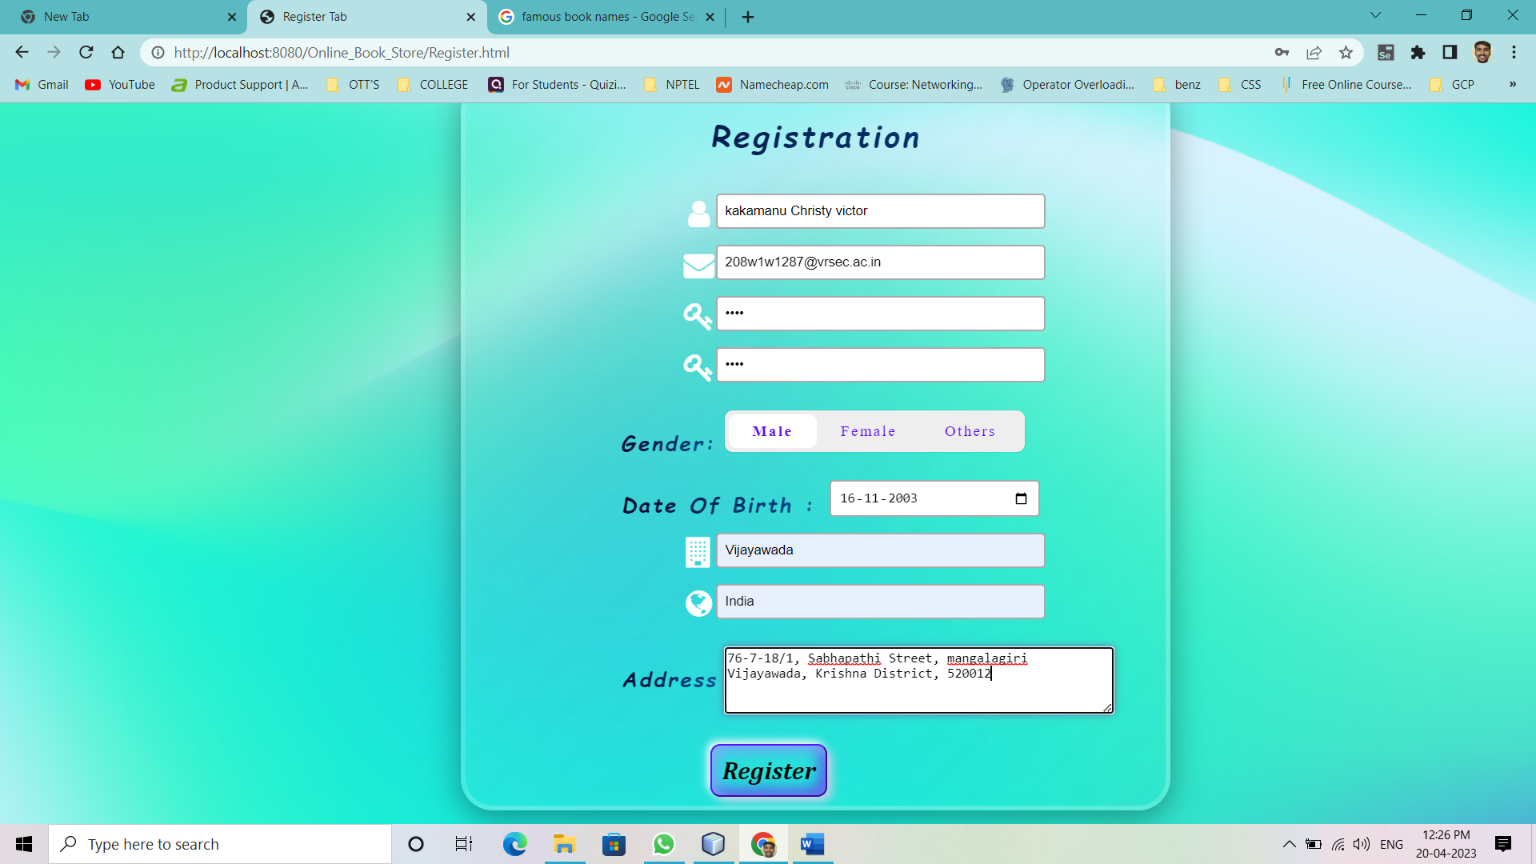 New Tab
Register Tab
famous book names - Google Se
http://localhost:8080/Online_Book_Store/Register.html
Se
Gmail
YouTube
Product Support | A...
OTT'S
COLLEGE
For Students - Quizi...
NPTEL
Namecheap.com
Course: Networking...
Operator Overloadi...
benz
CSS
Free Online Course...
GCP
»
Registration
kakamanu Christy victor
208w1w1287@vrsec.ac.in
••••
••••
Gender:
Male
Female
Others
Date Of Birth :
16-11-2003
Vijayawada
India
Address
76-7-18/1, Sabhapathi Street, mangalagiri
Vijayawada, Krishna District, 520012
Register
Type here to search
ENG
12:26 PM
20-04-2023